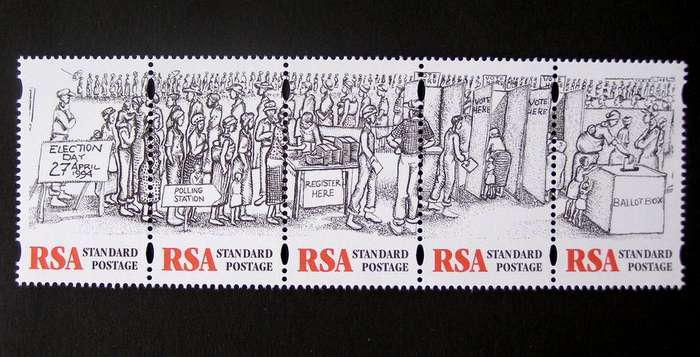 ELECTION
DAY
27 APRIL
1994
POLLING
STATION
REGISTER
HERE
VOTE
HERE
VOTE
HERE
BALLOT BOX
RSA STANDARD
POSTAGE
RSA STANDARD
POSTAGE
RSA STANDARD
POSTAGE
RSA STANDARD
POSTAGE
RSA STANDARD
POSTAGE